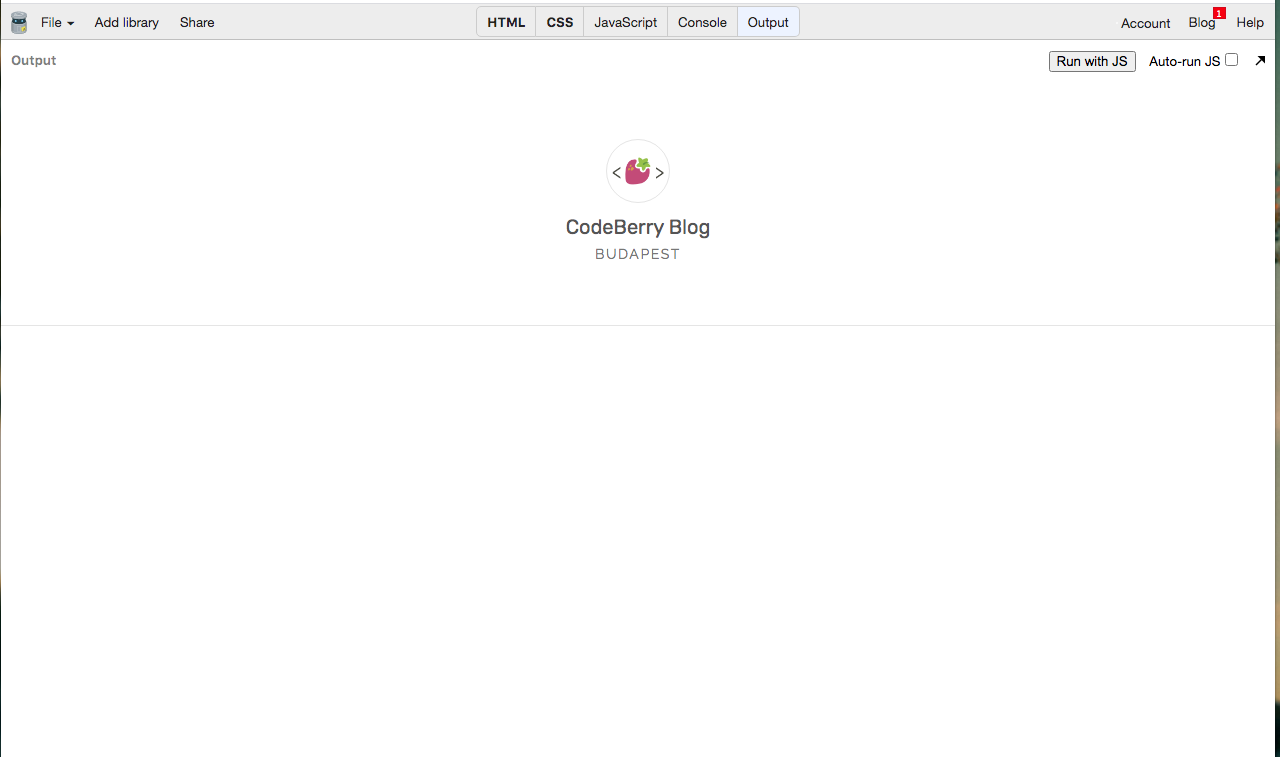 File Add library Share HTML CSS JavaScript Console Output Account Blog 1 Help
Output Run with JS Auto-run JS
< >
CodeBerry Blog
BUDAPEST